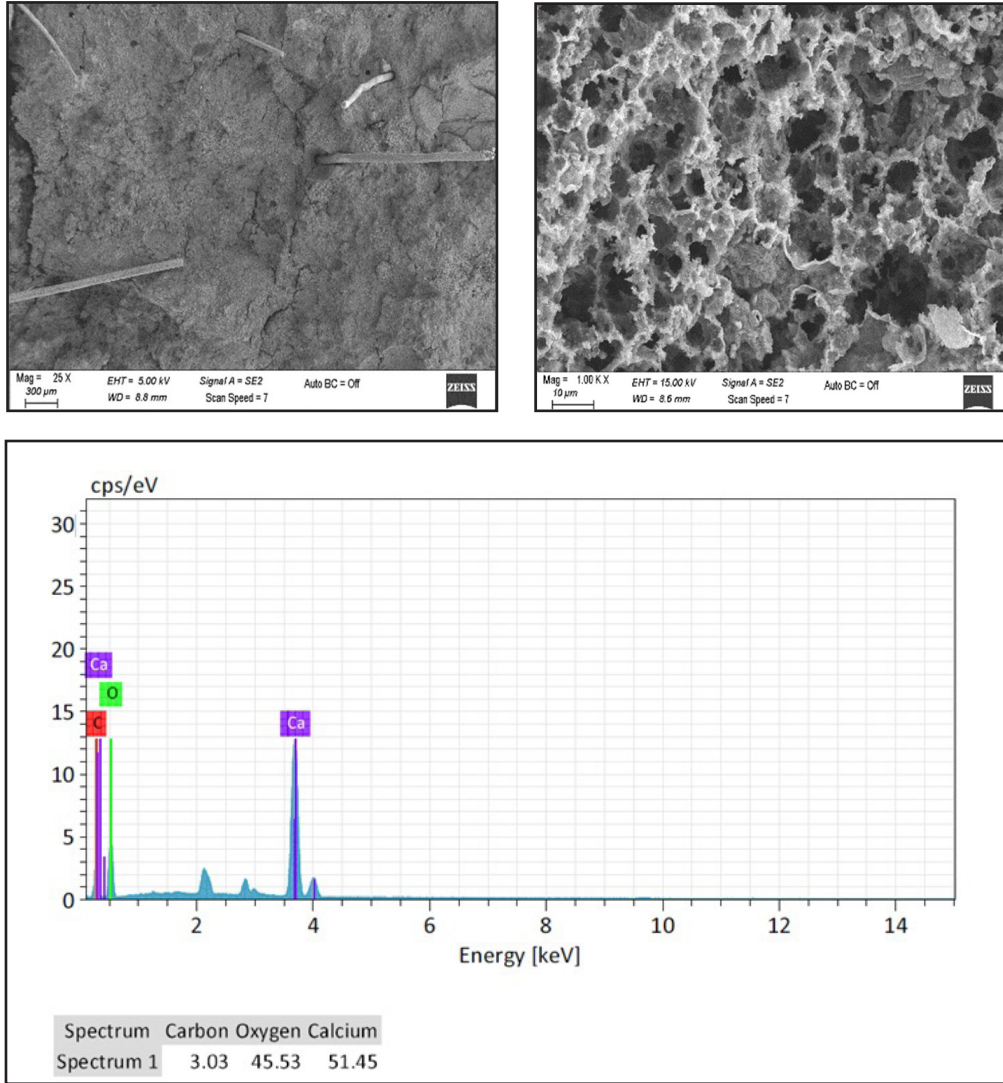 Mag = 25 X
300 µm
EHT = 5.00 kV
WD = 8.8 mm
Signal A = SE2
Scan Speed = 7
Auto BC = Off
ZEISS
Mag = 1.00 K X
10 µm
EHT = 15.00 kV
WD = 8.6 mm
Signal A = SE2
Scan Speed = 7
Auto BC = Off
ZEISS
cps/eV
30
25
20
15
10
5
0
Ca
O
C
Ca
2 4 6 8 10 12 14
Energy [keV]
Spectrum Carbon Oxygen Calcium
Spectrum 1 3.03 45.53 51.45